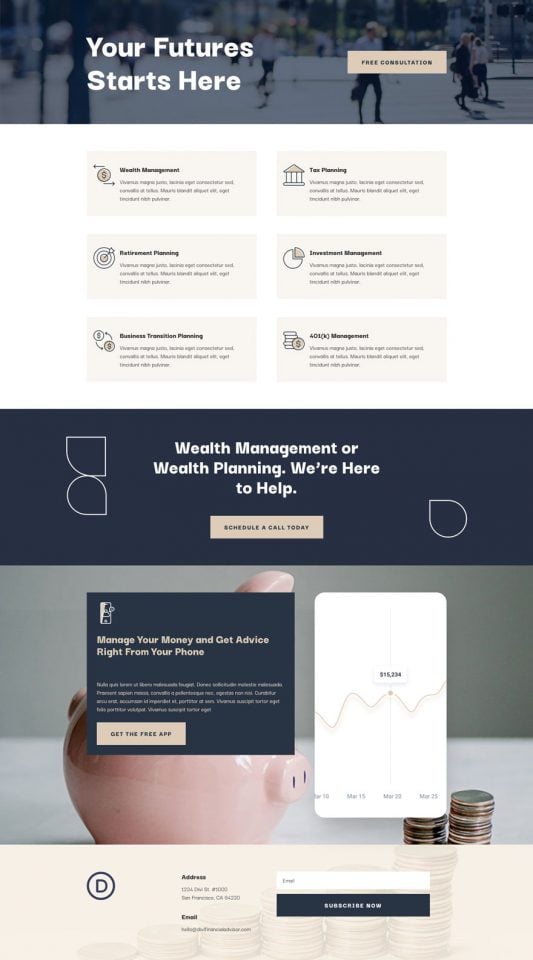 Your Futures
Starts Here
FREE CONSULTATION
Wealth Management
Vivamus magna justo, lacinia eget consectetur sed,
convallis at tellus. Mauris blandit aliquet elit, eget
tincidunt nibh pulvinar.
Tax Planning
Vivamus magna justo, lacinia eget consectetur sed,
convallis at tellus. Mauris blandit aliquet elit, eget
tincidunt nibh pulvinar.
Retirement Planning
Vivamus magna justo, lacinia eget consectetur sed,
convallis at tellus. Mauris blandit aliquet elit, eget
tincidunt nibh pulvinar.
Investment Management
Vivamus magna justo, lacinia eget consectetur sed,
convallis at tellus. Mauris blandit aliquet elit, eget
tincidunt nibh pulvinar.
Business Transition Planning
Vivamus magna justo, lacinia eget consectetur sed,
convallis at tellus. Mauris blandit aliquet elit, eget
tincidunt nibh pulvinar.
401(k) Management
Vivamus magna justo, lacinia eget consectetur sed,
convallis at tellus. Mauris blandit aliquet elit, eget
tincidunt nibh pulvinar.
Wealth Management or
Wealth Planning. We're Here
to Help.
SCHEDULE A CALL TODAY
Manage Your Money and Get Advice
Right From Your Phone
Nulla quis lorem ut libero malesuada feugiat. Donec sollicitudin molestie malesuada.
Praesent sapien massa, convallis a pellentesque nec, egestas non nisi. Curabitur
arcu erat, accumsan id imperdiet et, porttitor at sem. Vivamus suscipit tortor eget
felis porttitor volutpat. Vivamus suscipit tortor eget
GET THE FREE APP
$15,234
ar 10 Mar 15 Mar 20 Mar 25
D
Address
1234 Divi St. #1000
San Francisco, CA 94220
Email
hello@divifinancialadvisor.com
Email
SUBSCRIBE NOW